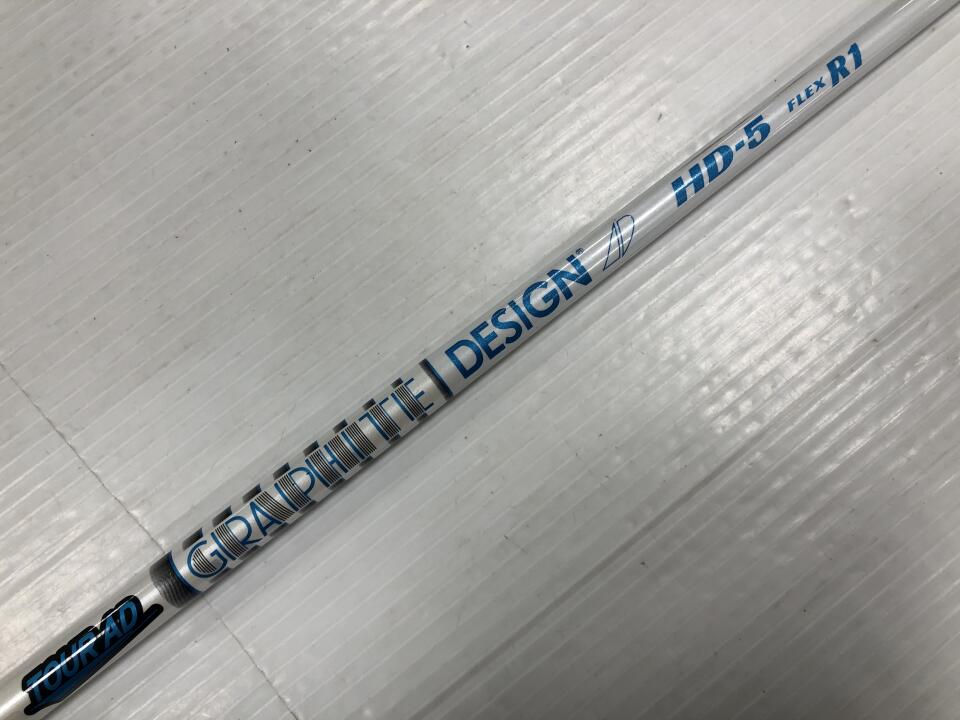 TOUR AD
GRAPHITE DESIGN®
HD-5 FLEX R1